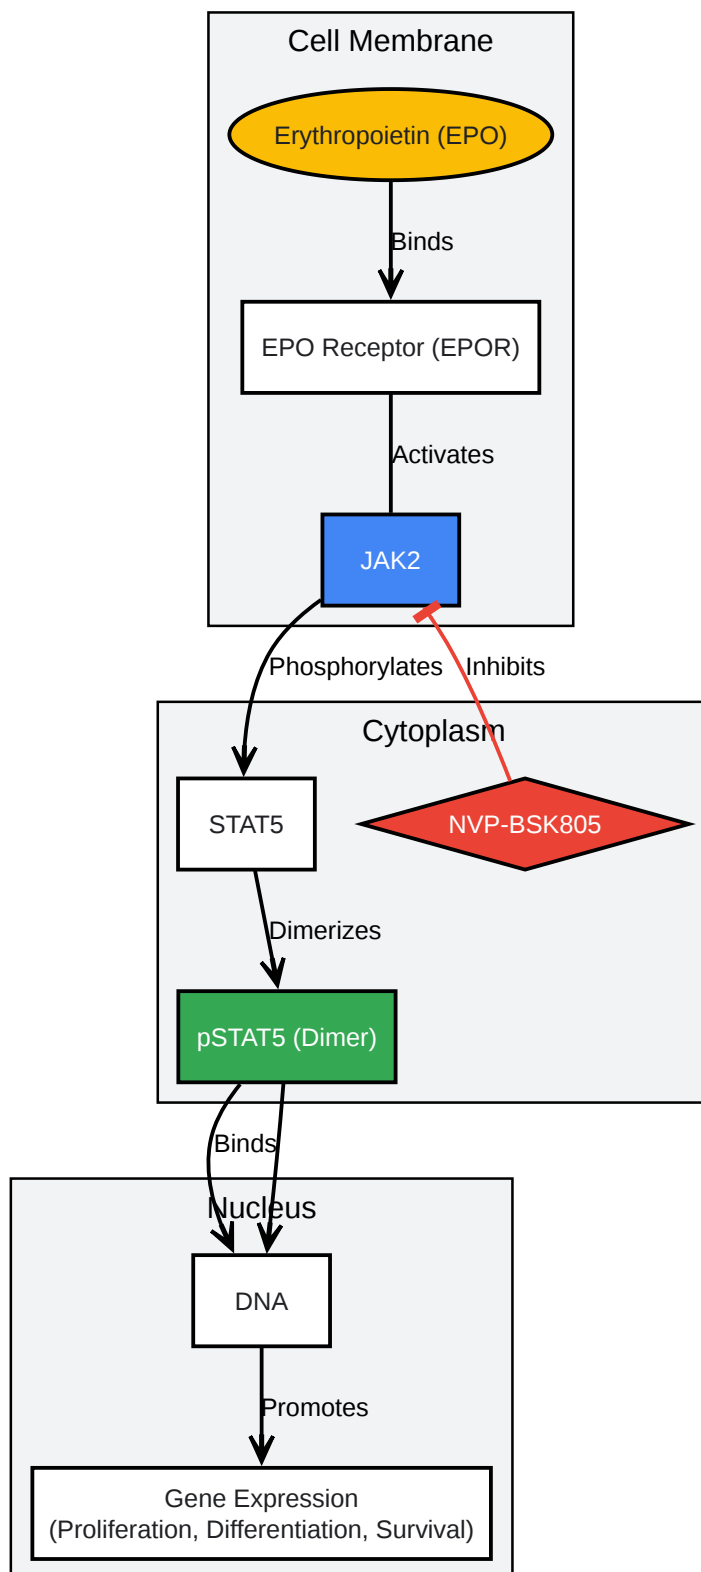 Cell Membrane
Erythropoietin (EPO)
Binds
EPO Receptor (EPOR)
Activates
JAK2
Phosphorylates
Inhibits
Cytoplasm
STAT5
NVP-BSK805
Dimerizes
pSTAT5 (Dimer)
Binds
Nucleus
DNA
Promotes
Gene Expression
(Proliferation, Differentiation, Survival)